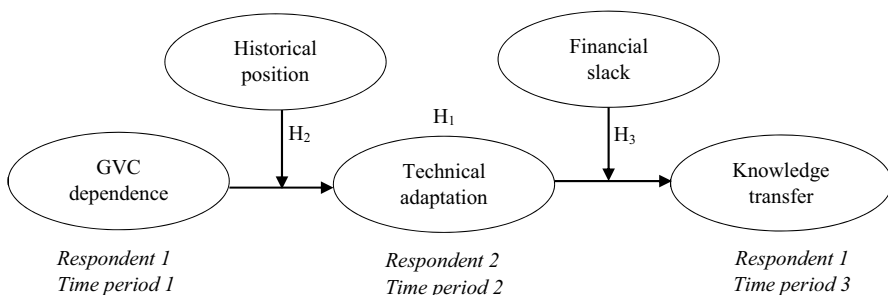 Historical
position
Financial
slack
H₂
H₁
H₃
GVC
dependence
Technical
adaptation
Knowledge
transfer
Respondent 1
Time period 1
Respondent 2
Time period 2
Respondent 1
Time period 3